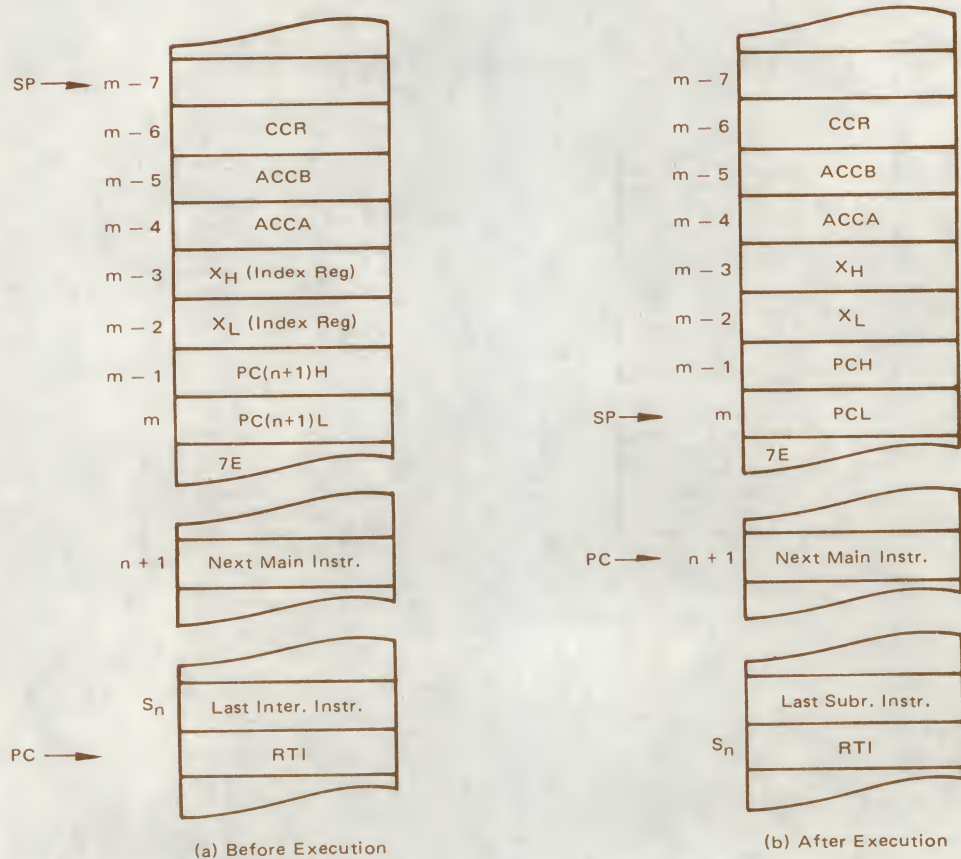 SP m – 7
m – 6 CCR
m – 5 ACCB
m – 4 ACCA
m – 3 XH (Index Reg)
m – 2 XL (Index Reg)
m – 1 PC(n+1)H
m PC(n+1)L
7E
n + 1 Next Main Instr.
Sn Last Inter. Instr.
PC RTI
(a) Before Execution
m – 7
m – 6 CCR
m – 5 ACCB
m – 4 ACCA
m – 3 XH
m – 2 XL
m – 1 PCH
SP m PCL
7E
PC n + 1 Next Main Instr.
Last Subr. Instr.
Sn RTI
(b) After Execution